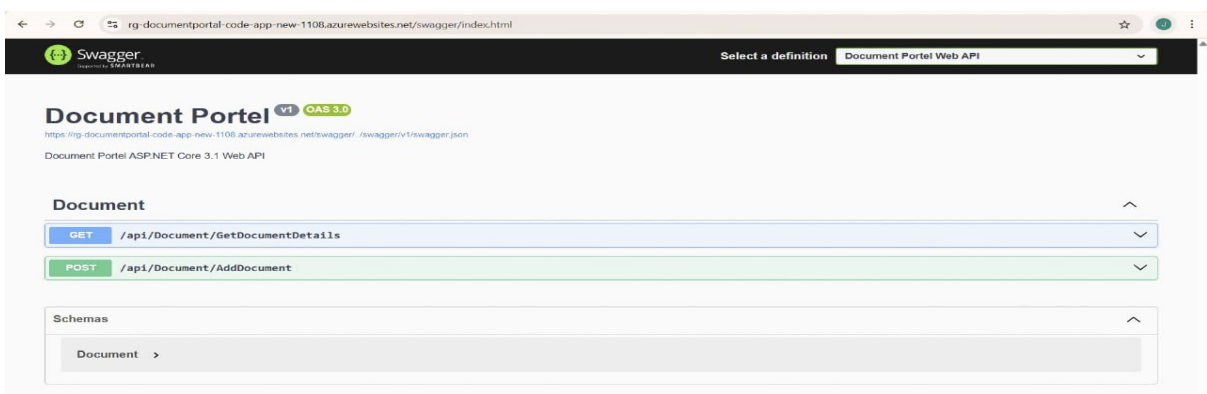 rg-documentportal-code-app-new-1108.azurewebsites.net/swagger/index.html
Swagger.
Supported by SMARTBEAR
Select a definition Document Portel Web API
Document Portel v1 OAS 3.0
https://rg-documentportal-code-app-new-1108.azurewebsites.net/swagger/../swagger/v1/swagger.json
Document Portel ASP.NET Core 3.1 Web API
Document
GET /api/Document/GetDocumentDetails
POST /api/Document/AddDocument
Schemas
Document